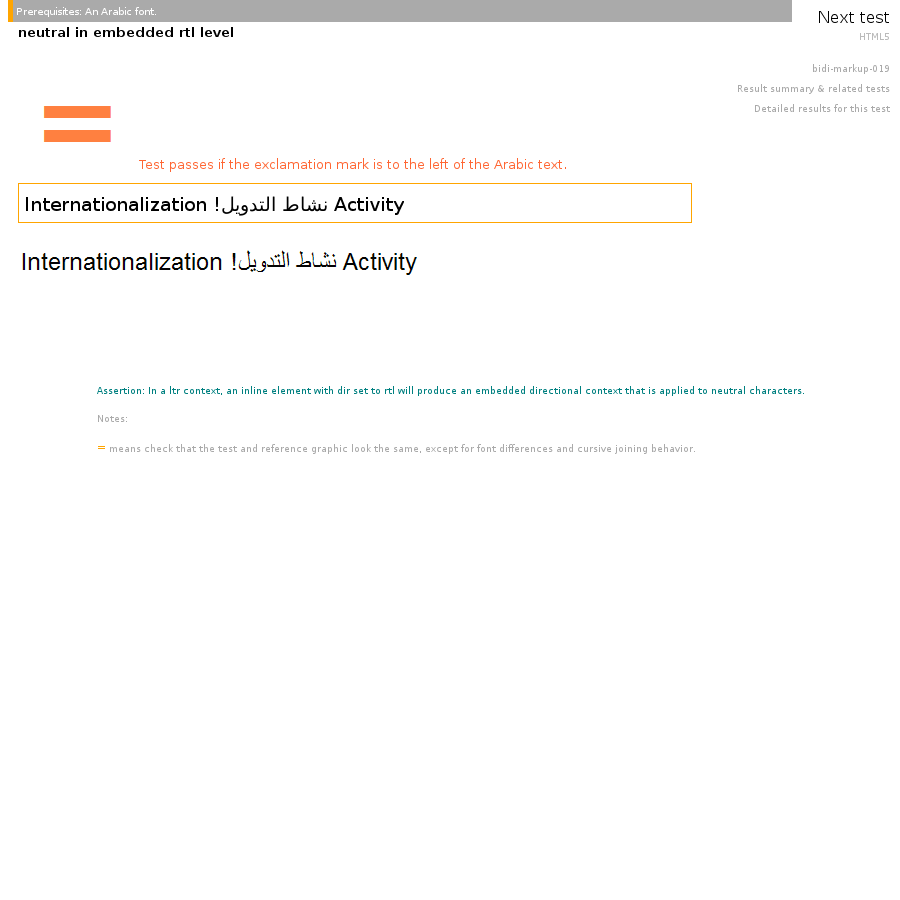 Prerequisites: An Arabic font.
Next test
neutral in embedded rtl level
HTML5
bidi-markup-019
Result summary & related tests
Detailed results for this test
Test passes if the exclamation mark is to the left of the Arabic text.
Internationalization ‫نشاط التدويل!‬ Activity
Internationalization ‫نشاط التدويل!‬ Activity
Assertion: In a ltr context, an inline element with dir set to rtl will produce an embedded directional context that is applied to neutral characters.
Notes:
= means check that the test and reference graphic look the same, except for font differences and cursive joining behavior.